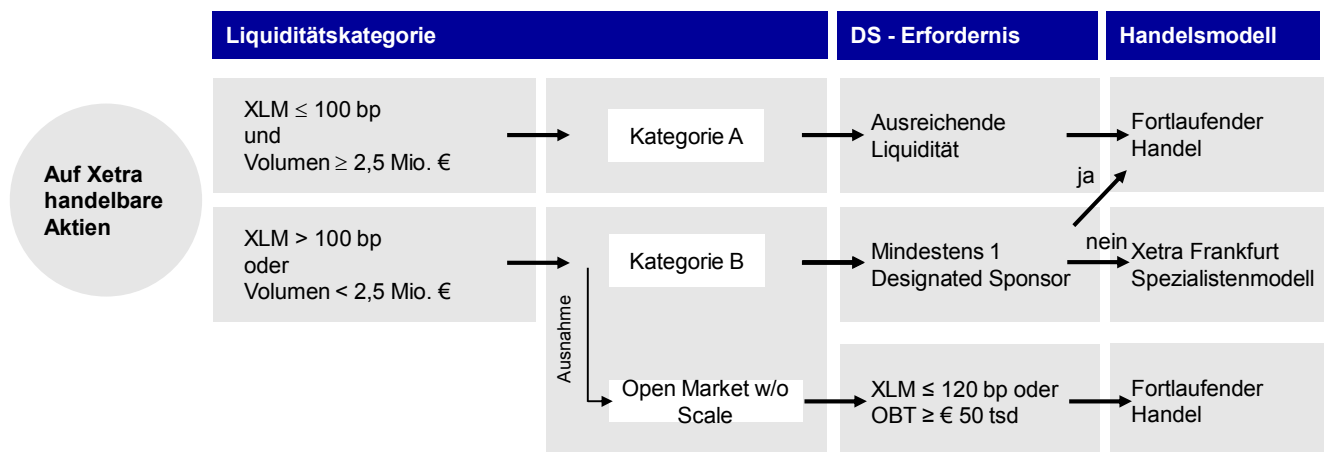 Liquiditätskategorie
DS - Erfordernis
Handelsmodell
Auf Xetra
handelbare
Aktien
XLM ≤ 100 bp
und
Volumen ≥ 2,5 Mio. €
Kategorie A
Ausreichende
Liquidität
Fortlaufender
Handel
ja
XLM > 100 bp
oder
Volumen < 2,5 Mio. €
Kategorie B
Mindestens 1
Designated Sponsor
nein
Xetra Frankfurt
Spezialistenmodell
Ausnahme
Open Market w/o
Scale
XLM ≤ 120 bp oder
OBT ≥ € 50 tsd
Fortlaufender
Handel